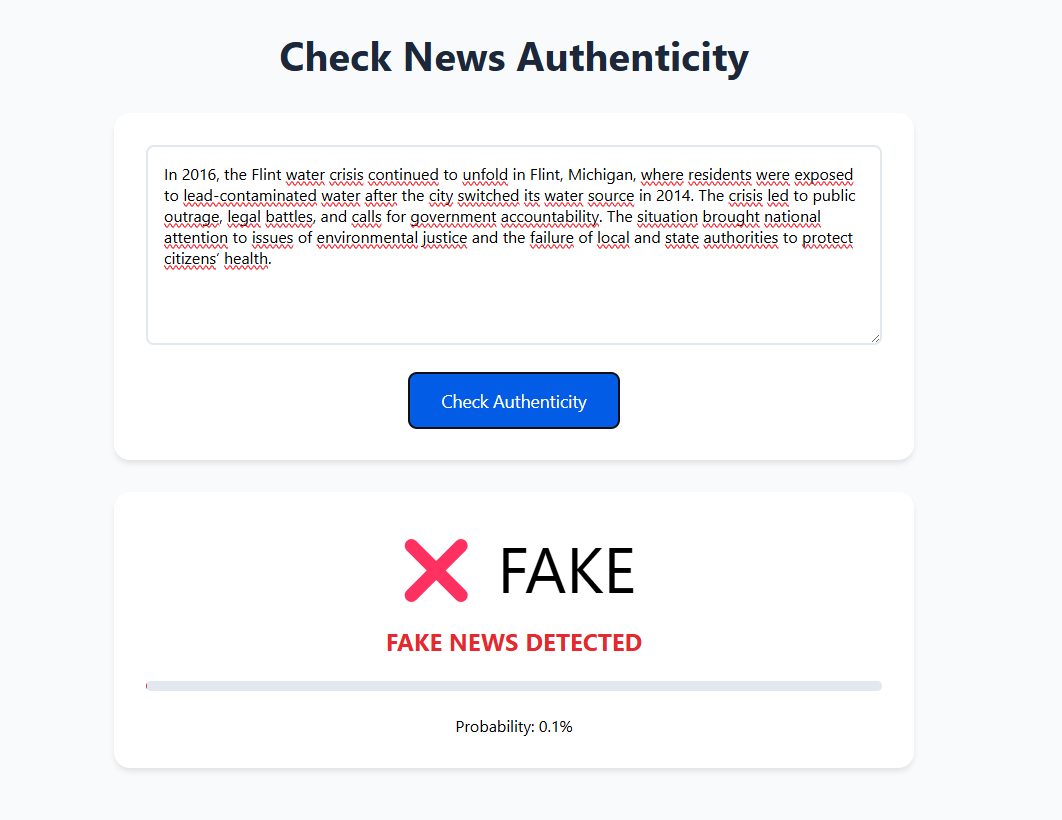 Check News Authenticity
In 2016, the Flint water crisis continued to unfold in Flint, Michigan, where residents were exposed
to lead-contaminated water after the city switched its water source in 2014. The crisis led to public
outrage, legal battles, and calls for government accountability. The situation brought national
attention to issues of environmental justice and the failure of local and state authorities to protect
citizens’ health.
Check Authenticity
FAKE
FAKE NEWS DETECTED
Probability: 0.1%